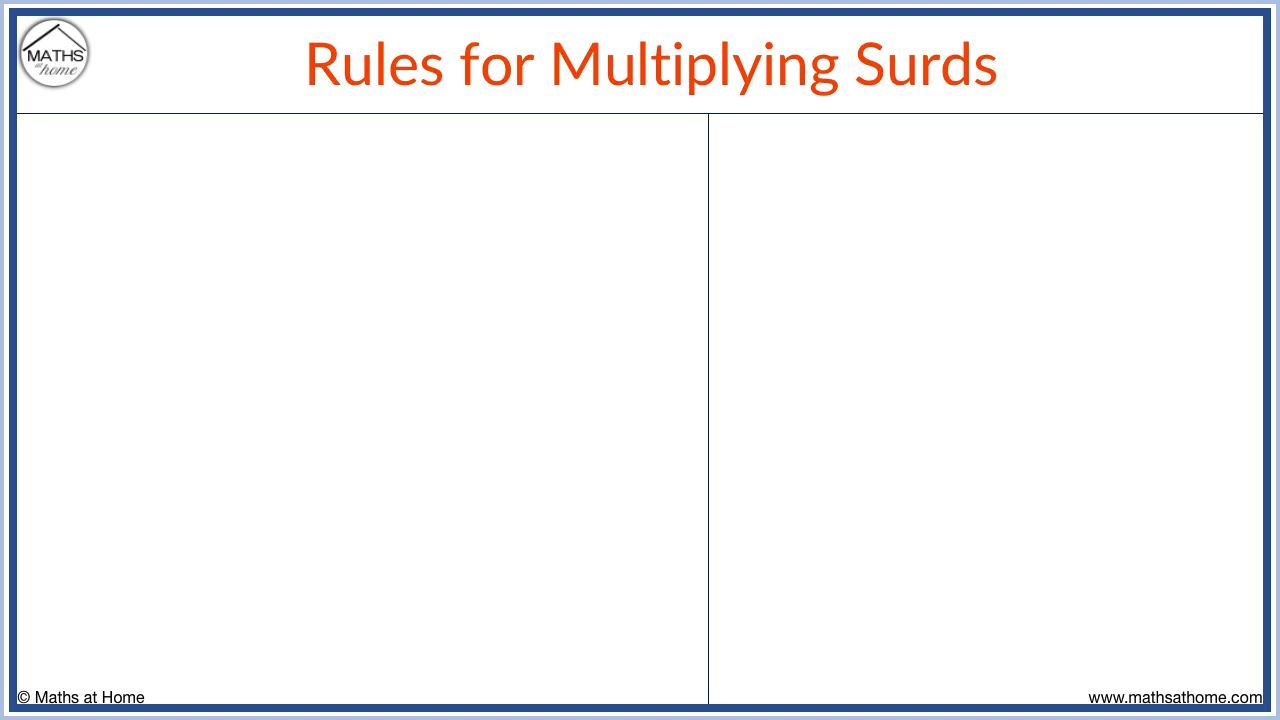 MATHS
at
home
Rules for Multiplying Surds
© Maths at Home
www.mathsathome.com